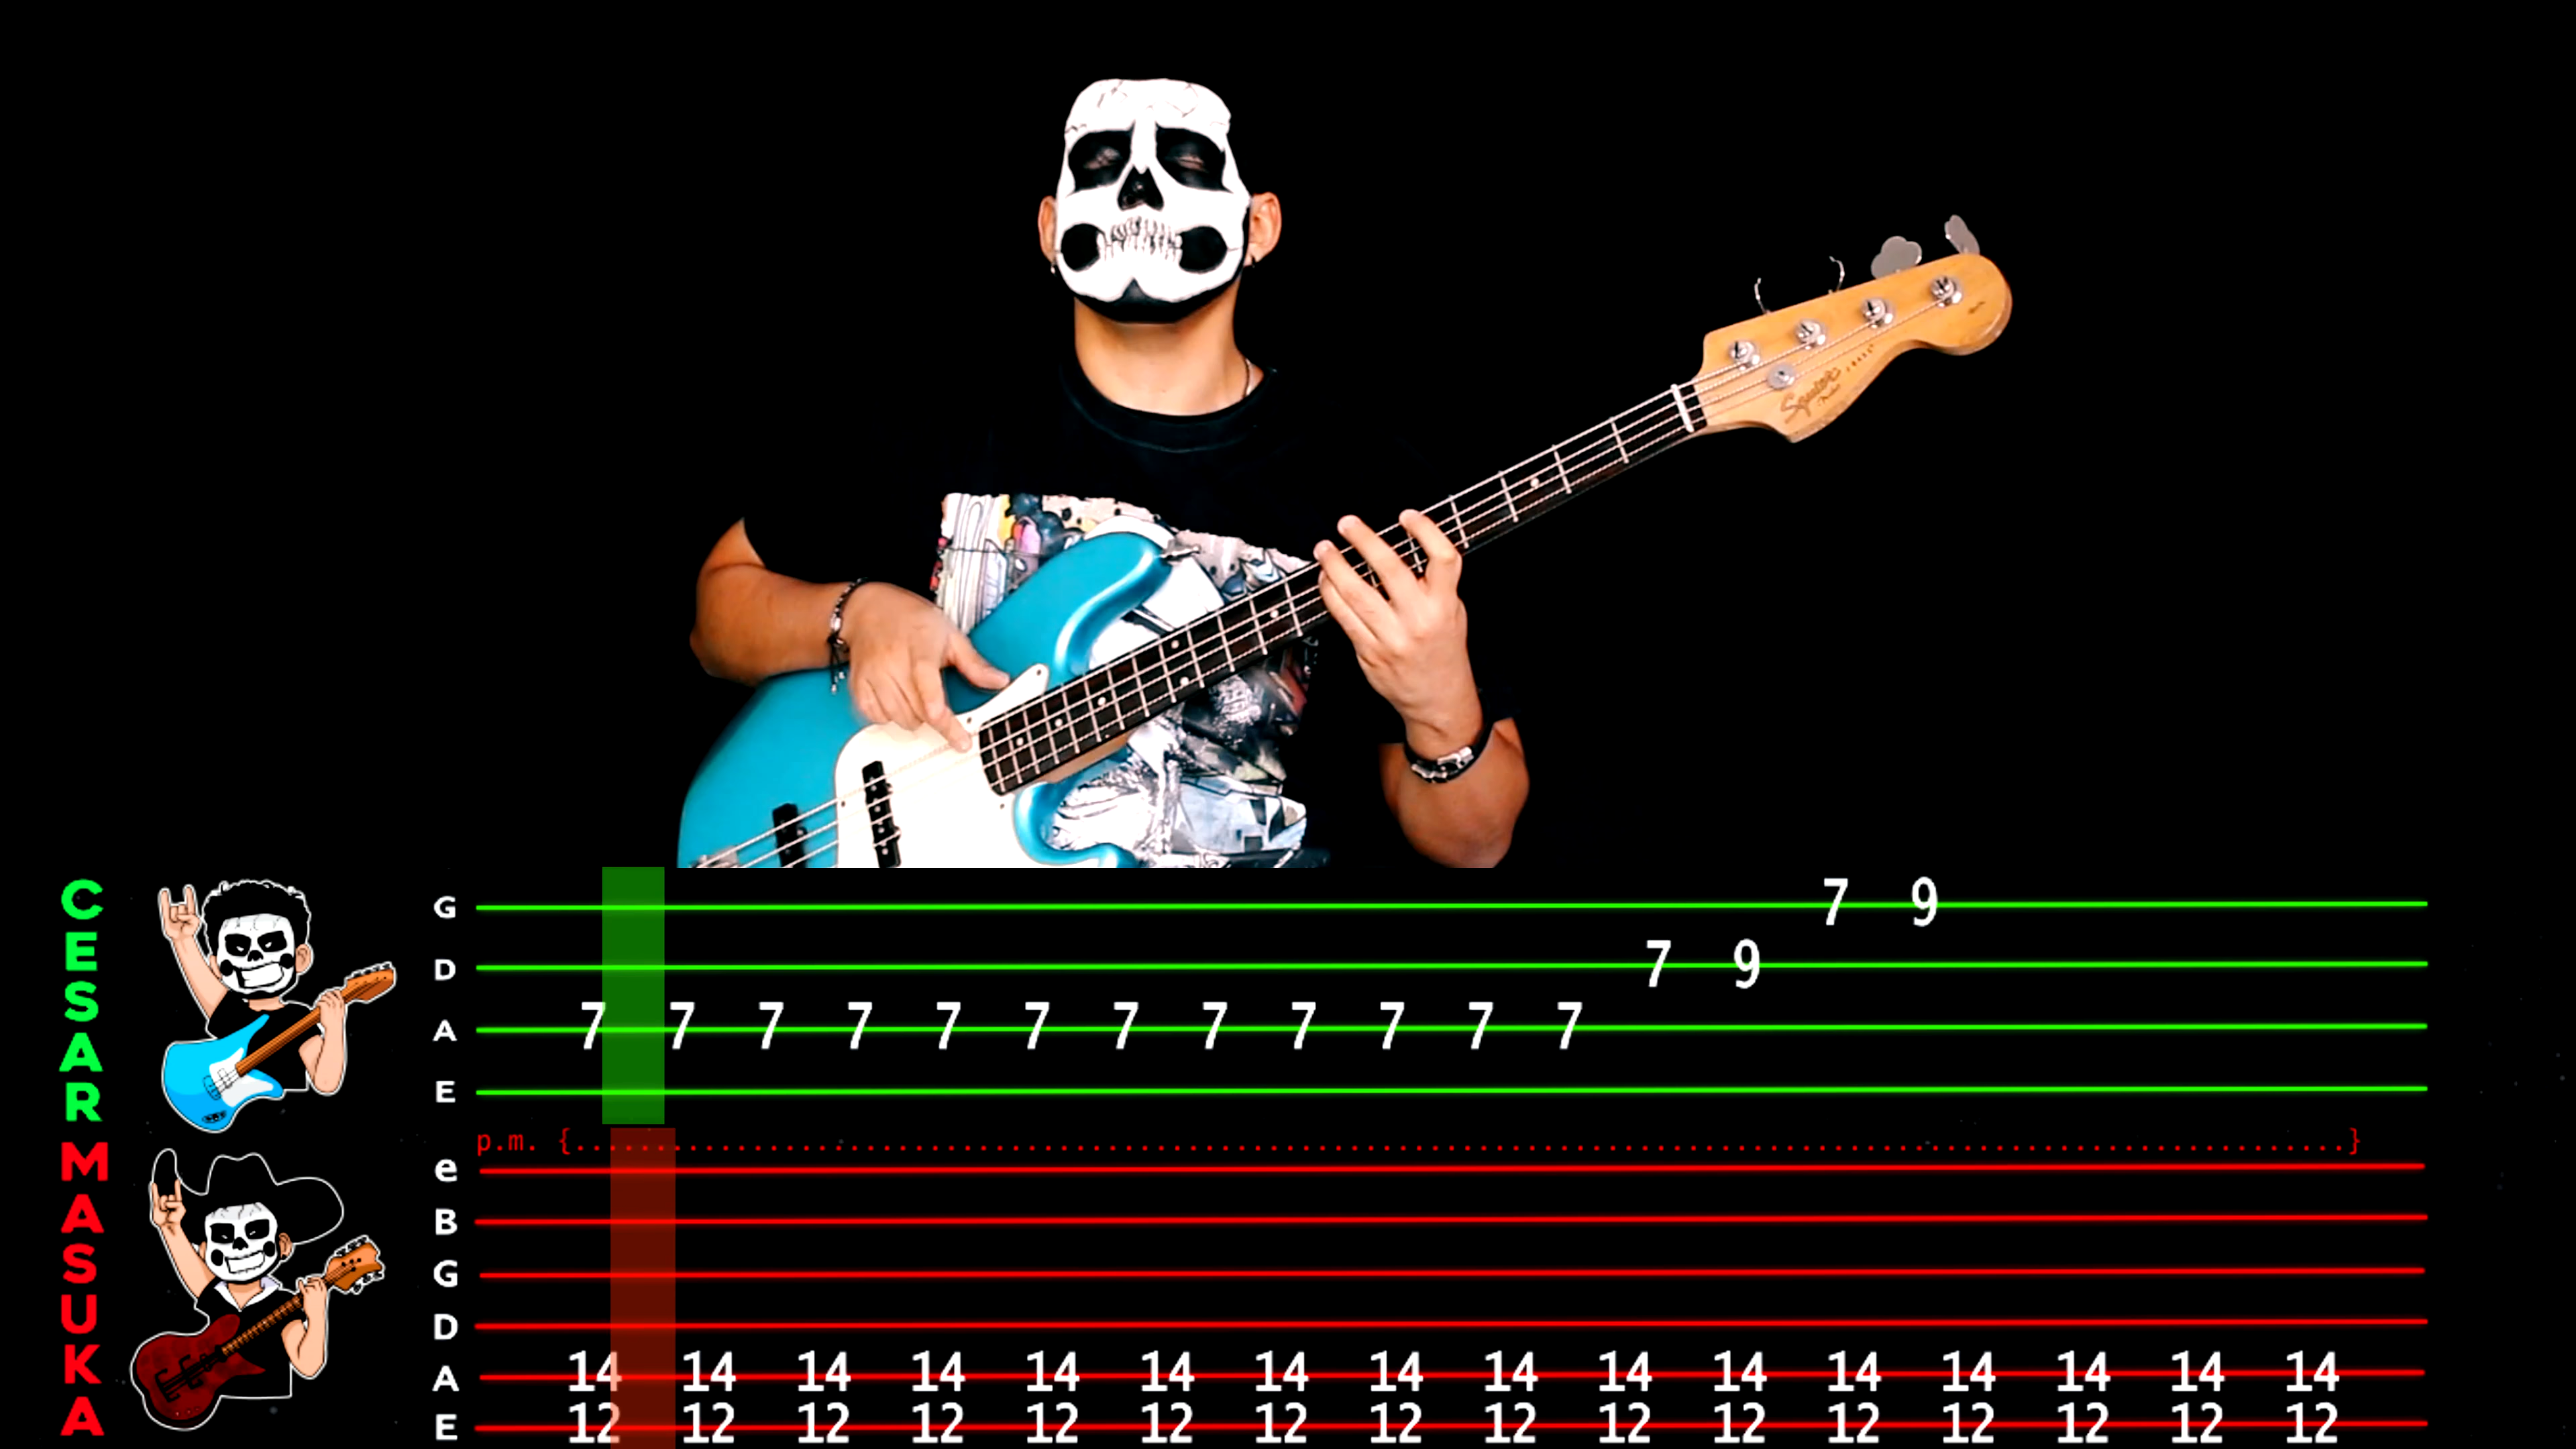 CESAR
G 7 9
D 7 9
A 7 7 7 7 7 7 7 7 7 7 7 7
E
MASUKA
p.m. {...............................................................................}
e
B
G
D
A 14 14 14 14 14 14 14 14 14 14 14 14 14 14 14 14
E 12 12 12 12 12 12 12 12 12 12 12 12 12 12 12 12
Squier